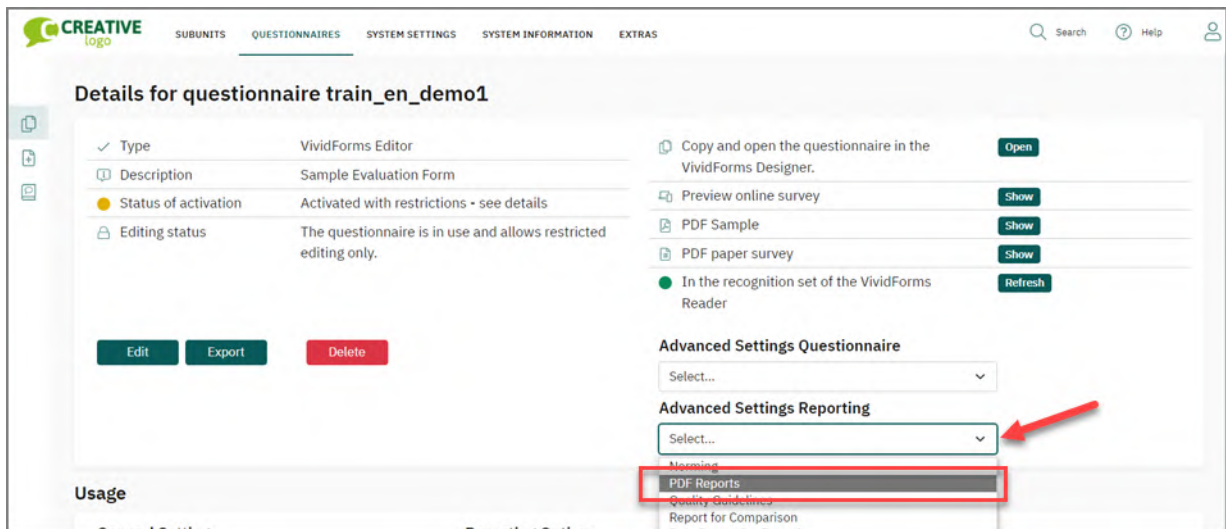 CREATIVE
logo
SUBUNITS QUESTIONNAIRES SYSTEM SETTINGS SYSTEM INFORMATION EXTRAS
Search Help
Details for questionnaire train_en_demo1
Type VividForms Editor
Description Sample Evaluation Form
Status of activation Activated with restrictions - see details
Editing status The questionnaire is in use and allows restricted
editing only.
Edit Export Delete
Copy and open the questionnaire in the Open
VividForms Designer.
Preview online survey Show
PDF Sample Show
PDF paper survey Show
In the recognition set of the VividForms Refresh
Reader
Advanced Settings Questionnaire
Select...
Advanced Settings Reporting
Select...
Norming
PDF Reports
Quality Guidelines
Report for Comparison
Usage